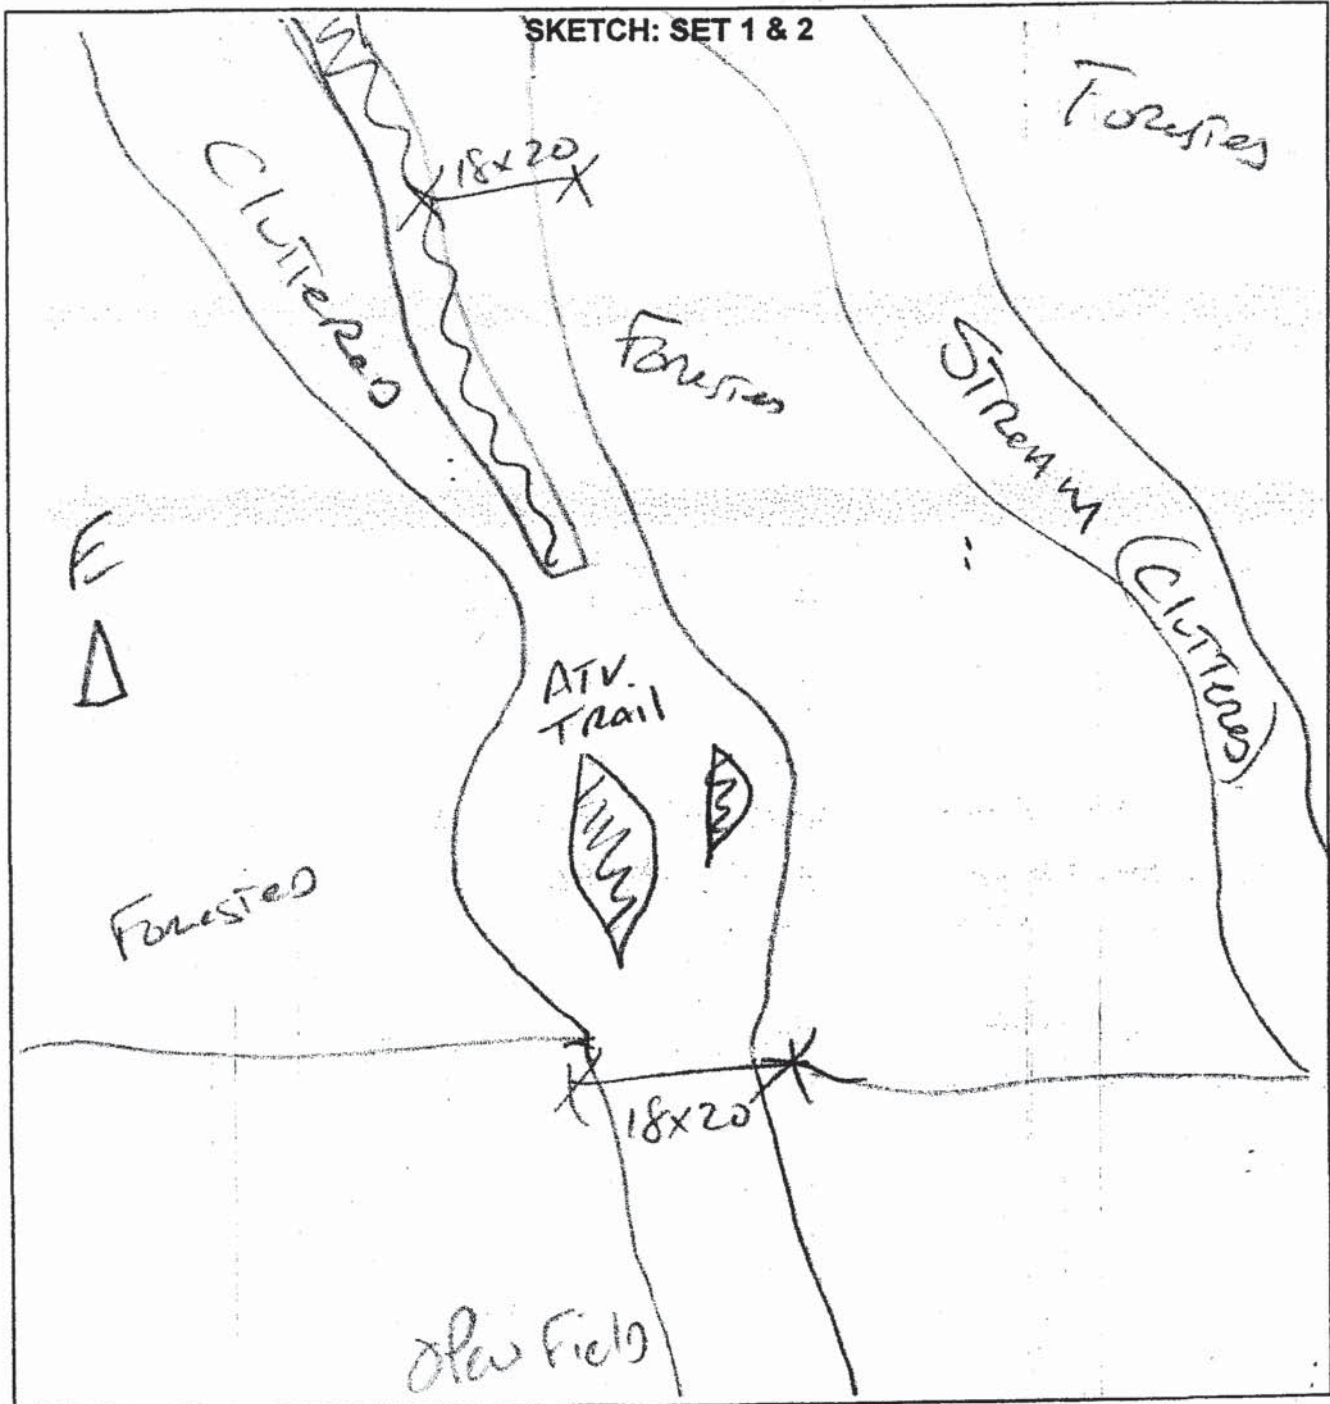 SKETCH: SET 1 & 2
Forested
18x20
Cluttered
Forested
Stream
(Cluttered)
E
ATV.
Trail
Forested
18x20
Open Field